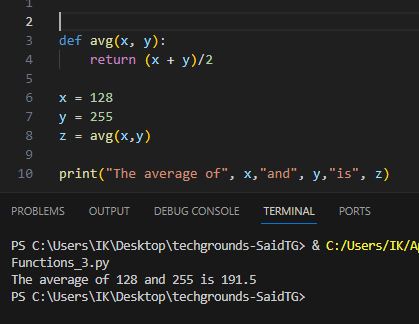 1
2
3 def avg(x, y):
4     return (x + y)/2
5
6 x = 128
7 y = 255
8 z = avg(x,y)
9
10 print("The average of", x,"and", y,"is", z)
PROBLEMS OUTPUT DEBUG CONSOLE TERMINAL PORTS
PS C:\Users\IK\Desktop\techgrounds-SaidTG> & C:/Users/IK/A
Functions_3.py
The average of 128 and 255 is 191.5
PS C:\Users\IK\Desktop\techgrounds-SaidTG>